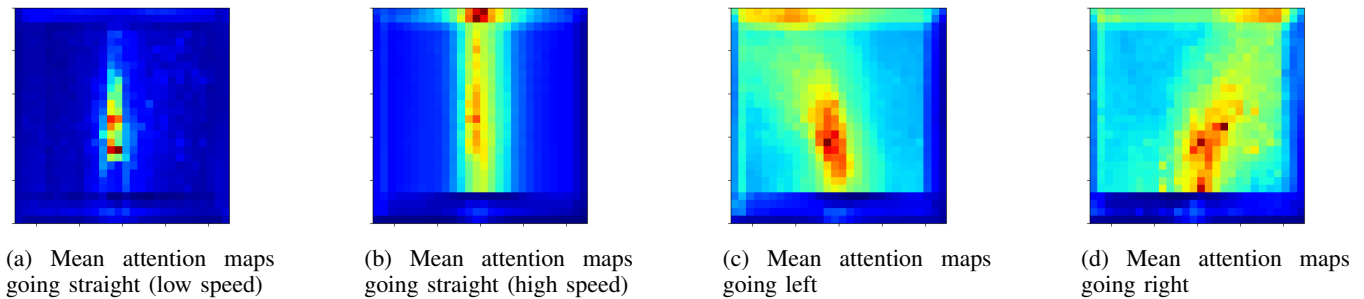 (a) Mean attention maps
going straight (low speed)
(b) Mean attention maps
going straight (high speed)
(c) Mean attention maps
going left
(d) Mean attention maps
going right